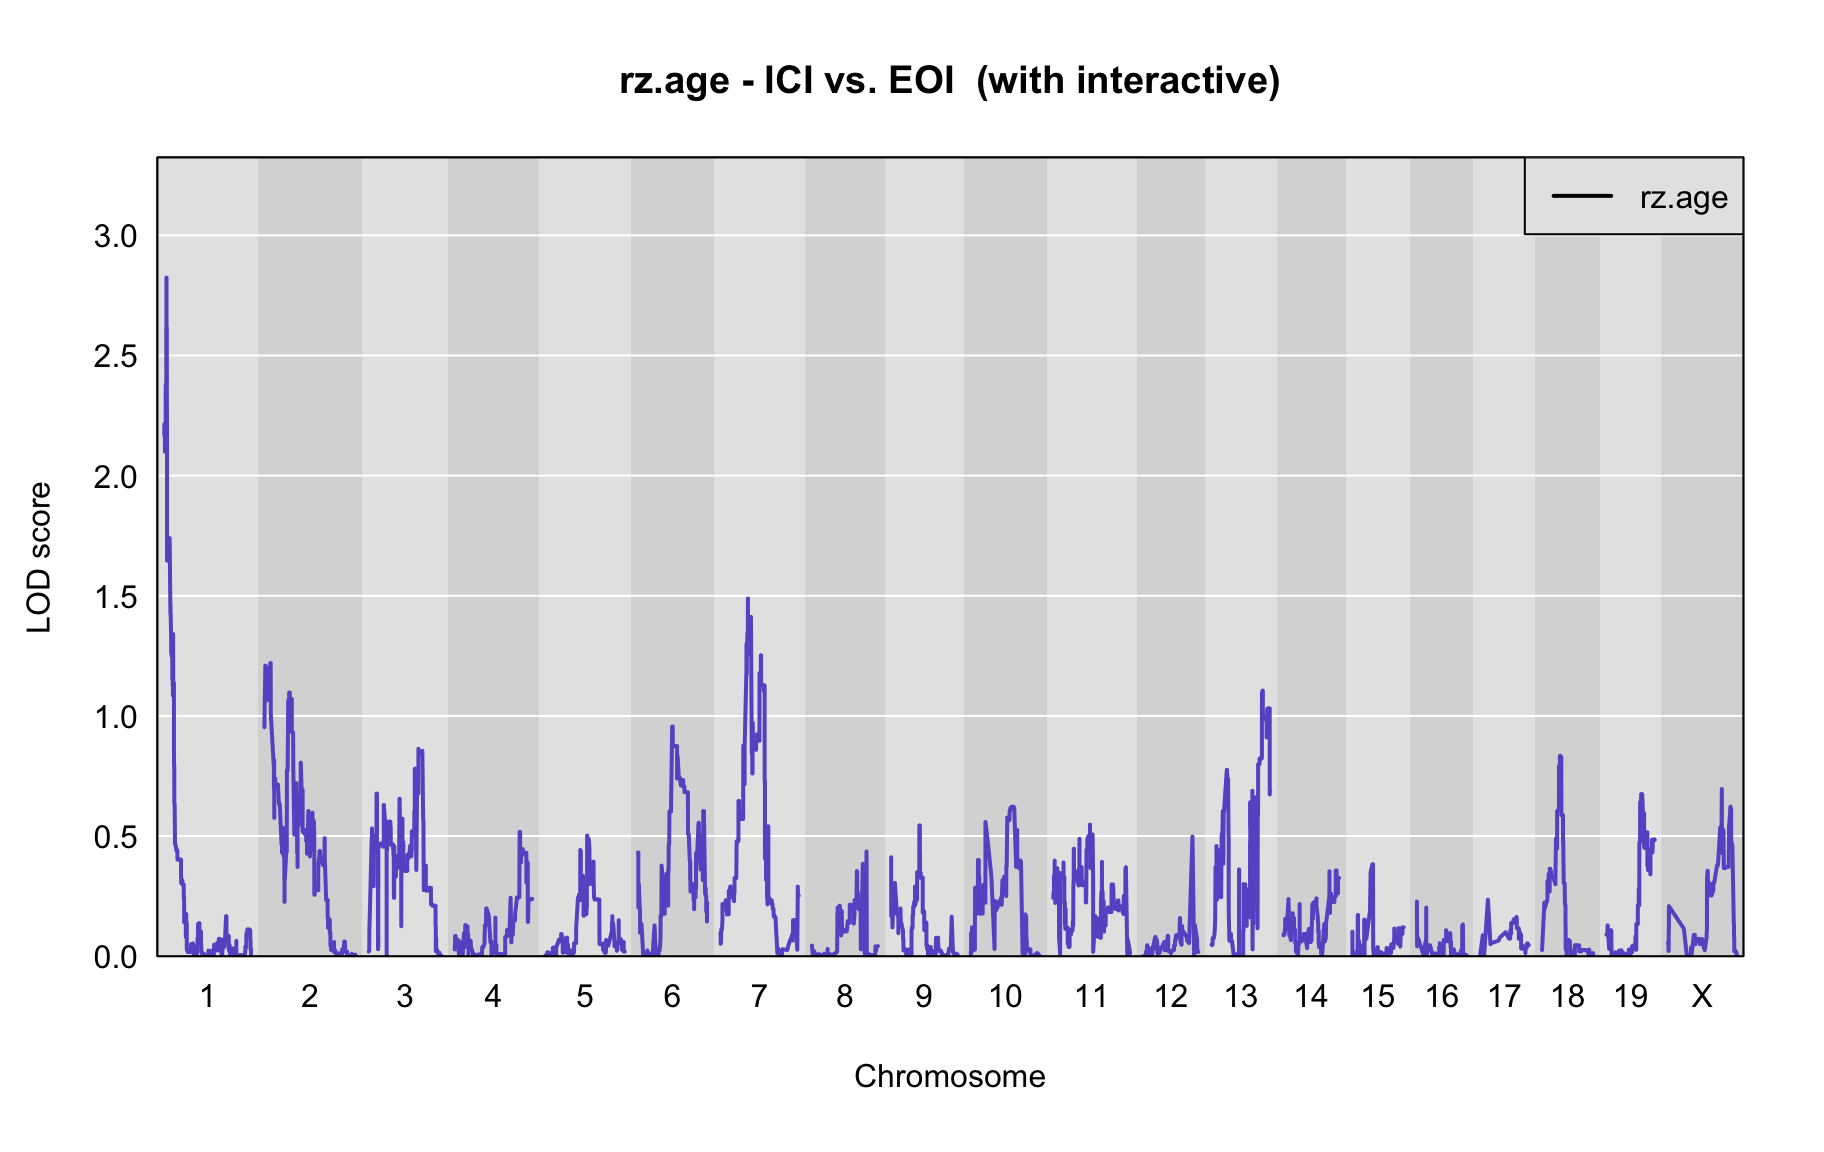 rz.age - ICI vs. EOI  (with interactive)
rz.age
3.0
2.5
2.0
1.5
1.0
0.5
0.0
LOD score
1 2 3 4 5 6 7 8 9 10 11 12 13 14 15 16 17 18 19 X
Chromosome